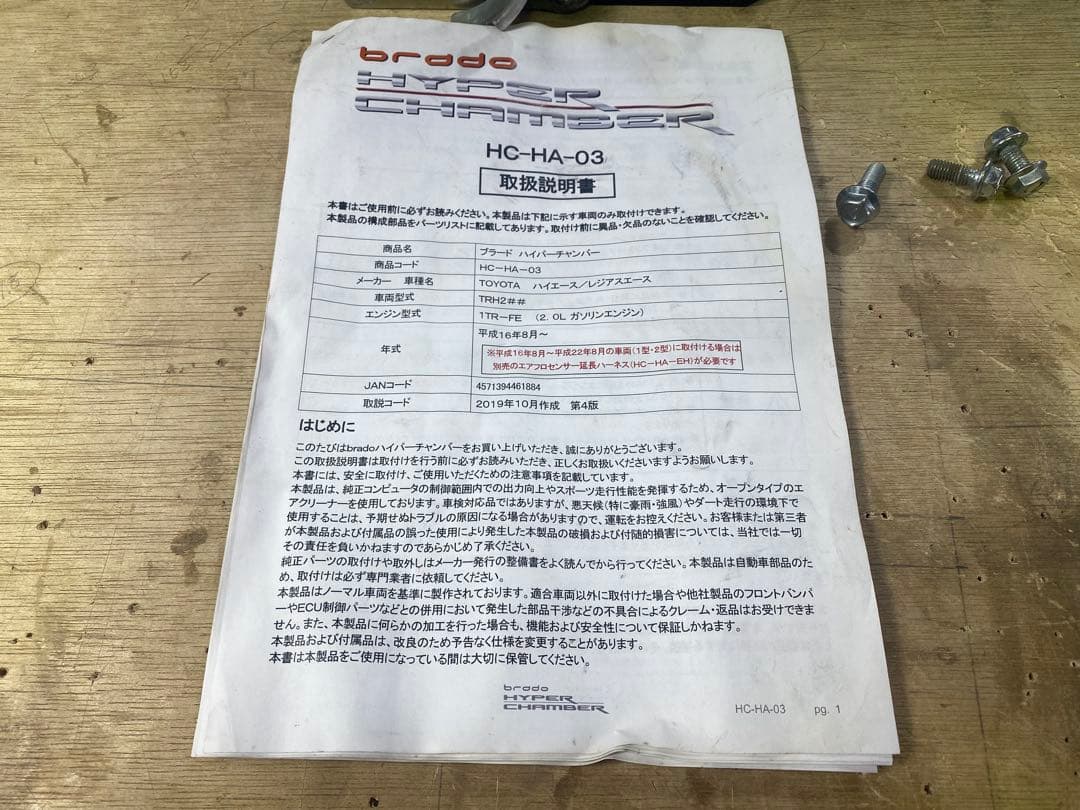 brado
HYPER
CHAMBER
HC-HA-03
取扱説明書
本書はご使用前に必ずお読みください。本製品は下記に示す車両のみ取付けできます。
本製品の構成部品をパーツリストに記載してあります。取付け前に異品・欠品のないことを確認してください。
商品名 ブラード ハイパーチャンバー
商品コード HC-HA-03
メーカー 車種名 TOYOTA ハイエース/レジアスエース
車両型式 TRH2##
エンジン型式 1TR-FE (2.0L ガソリンエンジン)
年式 平成16年8月~
※平成16年8月~平成22年8月の車両(1型・2型)に取付ける場合は
別売のエアフロセンサー延長ハーネス(HC-HA-EH)が必要です
JANコード 4571394461884
取説コード 2019年10月作成 第4版
はじめに
このたびはbradoハイパーチャンバーをお買い上げいただき、誠にありがとうございます。
この取扱説明書は取付けを行う前に必ずお読みいただき、正しくお取扱いくださいますようお願いします。
本書には、安全に取付け、ご使用いただくための注意事項を記載しています。
本製品は、純正コンピュータの制御範囲内での出力向上やスポーツ走行性能を発揮するため、オープンタイプのエ
アクリーナーを使用しております。車検対応品ではありますが、悪天候(特に豪雨・強風)やダート走行の環境下で
使用することは、予期せぬトラブルの原因になる場合がありますので、運転をお控えください。お客様または第三者
が本製品および付属品の誤った使用により発生した本製品の破損および付随的損害については、当社では一切
その責任を負いかねますのであらかじめ了承ください。
純正パーツの取付けや取外しはメーカー発行の整備書をよく読んでから行ってください。本製品は自動車部品のた
め、取付けは必ず専門業者に依頼してください。
本製品はノーマル車両を基準に製作されております。適合車両以外に取付けた場合や他社製品のフロントバンパ
ーやECU制御パーツなどとの併用において発生した部品干渉などの不具合によるクレーム・返品はお受けできま
せん。また、本製品に何らかの加工を行った場合も、機能および安全性について保証しかねます。
本製品および付属品は、改良のため予告なく仕様を変更することがあります。
本書は本製品をご使用になっている間は大切に保管してください。
brado
HYPER
CHAMBER
HC-HA-03 pg. 1